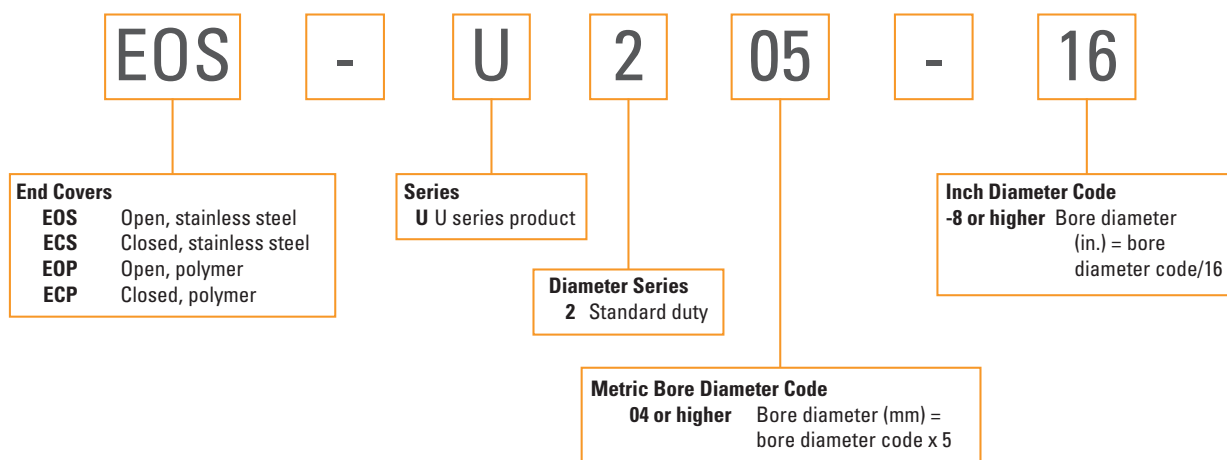 EOS - U 2 05 - 16
End Covers
EOS Open, stainless steel
ECS Closed, stainless steel
EOP Open, polymer
ECP Closed, polymer
Series
U U series product
Diameter Series
2 Standard duty
Metric Bore Diameter Code
04 or higher Bore diameter (mm) =
bore diameter code x 5
Inch Diameter Code
-8 or higher Bore diameter
(in.) = bore
diameter code/16